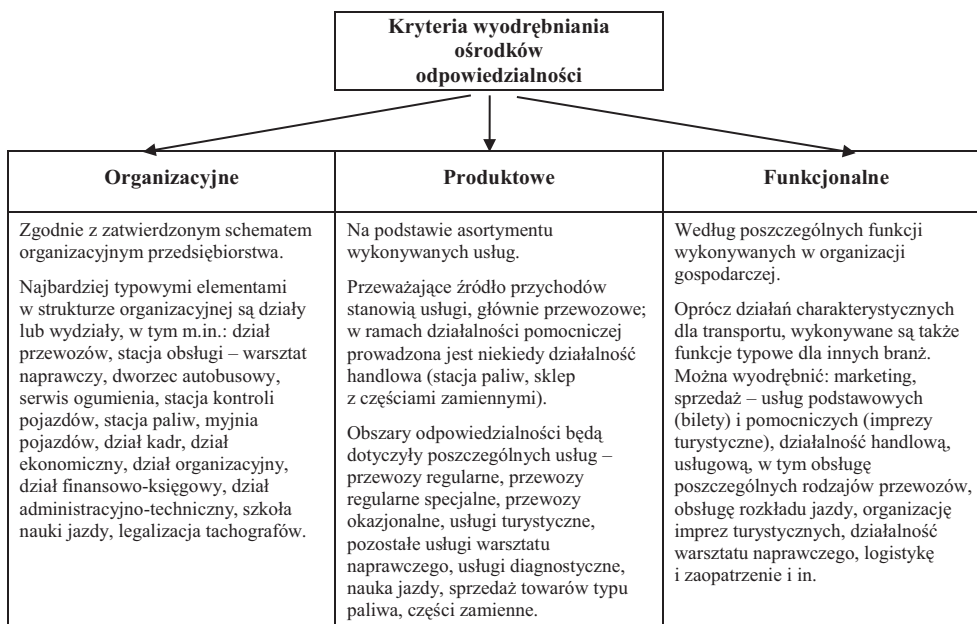 Kryteria wyodrębniania
ośrodków
odpowiedzialności
Organizacyjne
Zgodnie z zatwierdzonym schematem
organizacyjnym przedsiębiorstwa.
Najbardziej typowymi elementami
w strukturze organizacyjnej są działy
lub wydziały, w tym m.in.: dział
przewozów, stacja obsługi – warsztat
naprawczy, dworzec autobusowy,
serwis ogumienia, stacja kontroli
pojazdów, stacja paliw, myjnia
pojazdów, dział kadr, dział
ekonomiczny, dział organizacyjny,
dział finansowo-księgowy, dział
administracyjno-techniczny, szkoła
nauki jazdy, legalizacja tachografów.
Produktowe
Na podstawie asortymentu
wykonywanych usług.
Przeważające źródło przychodów
stanowią usługi, głównie przewozowe;
w ramach działalności pomocniczej
prowadzona jest niekiedy działalność
handlowa (stacja paliw, sklep
z częściami zamiennymi).
Obszary odpowiedzialności będą
dotyczyły poszczególnych usług –
przewozy regularne, przewozy
regularne specjalne, przewozy
okazjonalne, usługi turystyczne,
pozostałe usługi warsztatu
naprawczego, usługi diagnostyczne,
nauka jazdy, sprzedaż towarów typu
paliwa, części zamienne.
Funkcjonalne
Według poszczególnych funkcji
wykonywanych w organizacji
gospodarczej.
Oprócz działań charakterystycznych
dla transportu, wykonywane są także
funkcje typowe dla innych branż.
Można wyodrębnić: marketing,
sprzedaż – usług podstawowych
(bilety) i pomocniczych (imprezy
turystyczne), działalność handlową,
usługową, w tym obsługę
poszczególnych rodzajów przewozów,
obsługę rozkładu jazdy, organizację
imprez turystycznych, działalność
warsztatu naprawczego, logistykę
i zaopatrzenie i in.